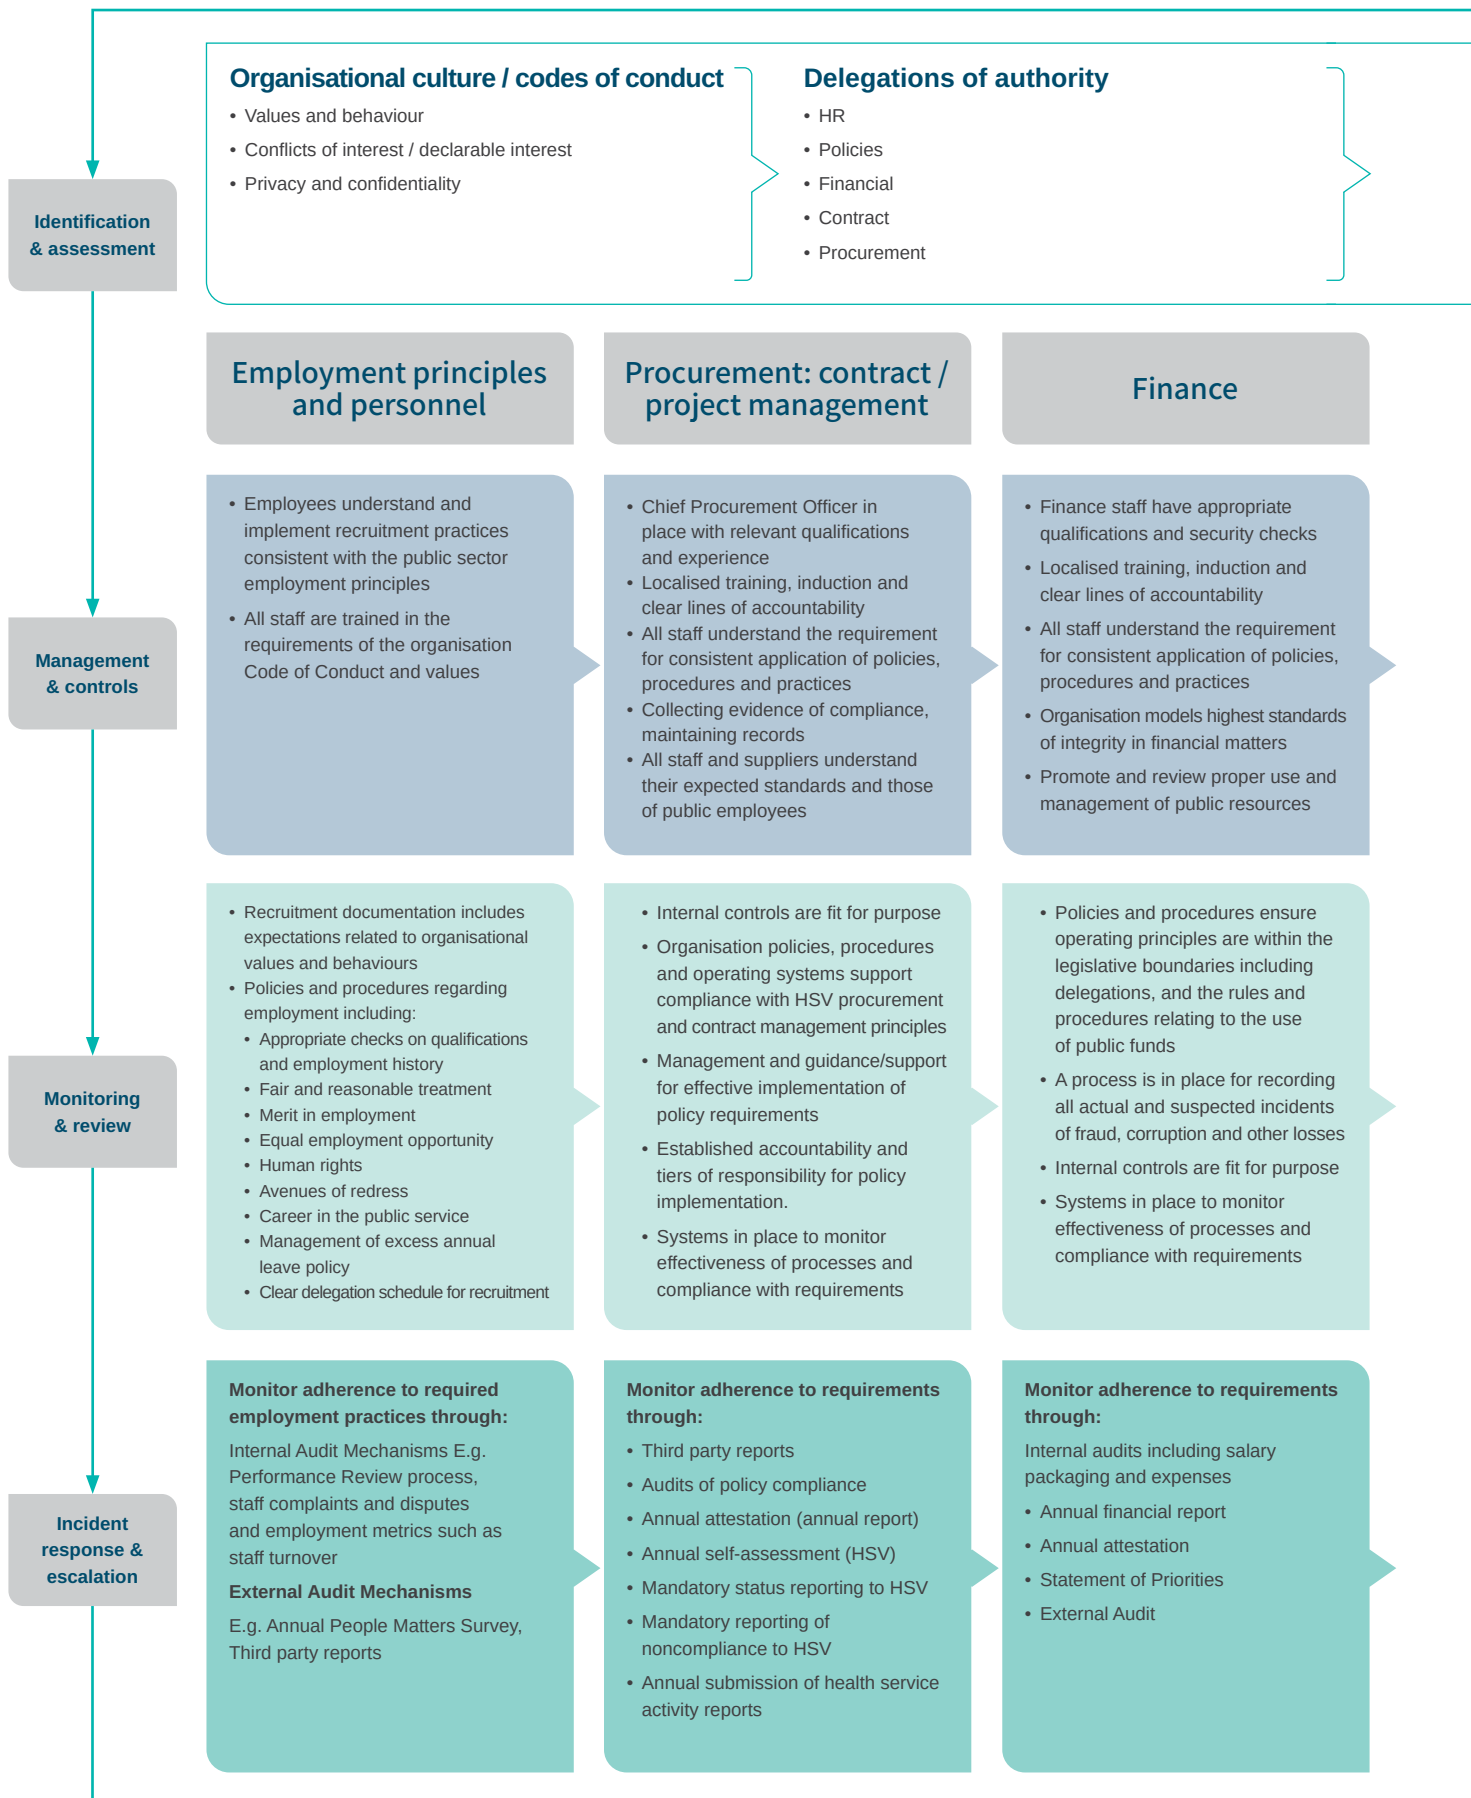 Organisational culture / codes of conduct
• Values and behaviour
• Conflicts of interest / declarable interest
• Privacy and confidentiality
Delegations of authority
• HR
• Policies
• Financial
• Contract
• Procurement
Identification
& assessment
Employment principles
and personnel
Procurement: contract /
project management
Finance
Management
& controls
• Employees understand and
implement recruitment practices
consistent with the public sector
employment principles
• All staff are trained in the
requirements of the organisation
Code of Conduct and values
• Chief Procurement Officer in
place with relevant qualifications
and experience
• Localised training, induction and
clear lines of accountability
• All staff understand the requirement
for consistent application of policies,
procedures and practices
• Collecting evidence of compliance,
maintaining records
• All staff and suppliers understand
their expected standards and those
of public employees
• Finance staff have appropriate
qualifications and security checks
• Localised training, induction and
clear lines of accountability
• All staff understand the requirement
for consistent application of policies,
procedures and practices
• Organisation models highest standards
of integrity in financial matters
• Promote and review proper use and
management of public resources
Monitoring
& review
• Recruitment documentation includes
expectations related to organisational
values and behaviours
• Policies and procedures regarding
employment including:
• Appropriate checks on qualifications
and employment history
• Fair and reasonable treatment
• Merit in employment
• Equal employment opportunity
• Human rights
• Avenues of redress
• Career in the public service
• Management of excess annual
leave policy
• Clear delegation schedule for recruitment
• Internal controls are fit for purpose
• Organisation policies, procedures
and operating systems support
compliance with HSV procurement
and contract management principles
• Management and guidance/support
for effective implementation of
policy requirements
• Established accountability and
tiers of responsibility for policy
implementation.
• Systems in place to monitor
effectiveness of processes and
compliance with requirements
• Policies and procedures ensure
operating principles are within the
legislative boundaries including
delegations, and the rules and
procedures relating to the use
of public funds
• A process is in place for recording
all actual and suspected incidents
of fraud, corruption and other losses
• Internal controls are fit for purpose
• Systems in place to monitor
effectiveness of processes and
compliance with requirements
Incident
response &
escalation
Monitor adherence to required
employment practices through:
Internal Audit Mechanisms E.g.
Performance Review process,
staff complaints and disputes
and employment metrics such as
staff turnover
External Audit Mechanisms
E.g. Annual People Matters Survey,
Third party reports
Monitor adherence to requirements
through:
• Third party reports
• Audits of policy compliance
• Annual attestation (annual report)
• Annual self-assessment (HSV)
• Mandatory status reporting to HSV
• Mandatory reporting of
noncompliance to HSV
• Annual submission of health service
activity reports
Monitor adherence to requirements
through:
Internal audits including salary
packaging and expenses
• Annual financial report
• Annual attestation
• Statement of Priorities
• External Audit